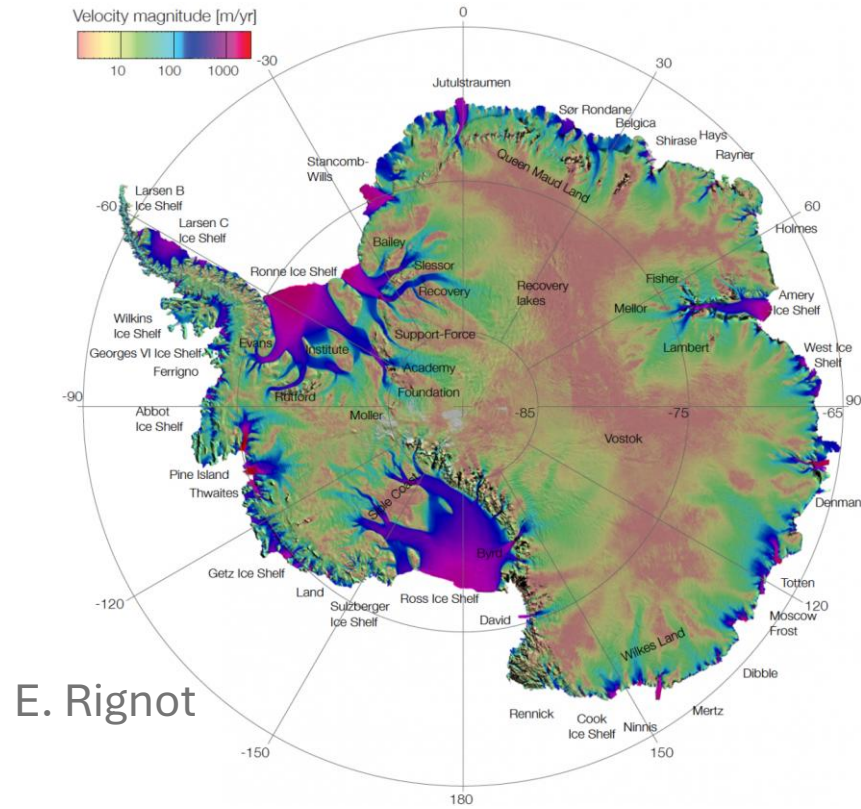 Velocity magnitude [m/yr]
10 100 1000
0
-30
30
Jutulstraumen
Sør Rondane
Belgica
Shirase
Hays
Rayner
Stancomb-
Wills
Queen Maud Land
-60
60
Larsen B
Ice Shelf
Larsen C
Ice Shelf
Bailey
Slessor
Recovery
Ronne Ice Shelf
Recovery
lakes
Holmes
Fisher
Mellor
Amery
Ice Shelf
Wilkins
Ice Shelf
Support-Force
Lambert
West Ice
Shelf
Georges VI Ice Shelf
Evans
Institute
Ferrigno
Academy
Rutford
Foundation
-90
-85
-75
-65
90
Abbot
Ice Shelf
Moller
Vostok
Pine Island
Thwaites
Siple Coast
Denman
Byrd
Getz Ice Shelf
Land
Sulzberger
Ice Shelf
Ross Ice Shelf
David
Totten
-120
120
Moscow
Frost
Wilkes Land
Dibble
E. Rignot
Rennick
Cook
Ice Shelf
Ninnis
Mertz
-150
150
180